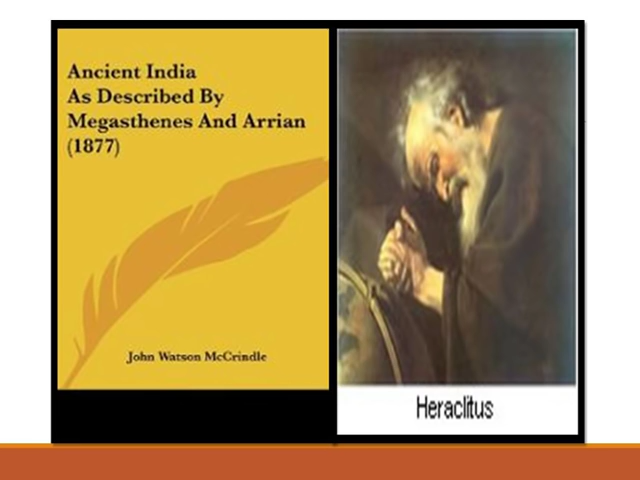 Ancient India
As Described By
Megasthenes And Arrian
(1877)
John Watson McCrindle
Heraclitus